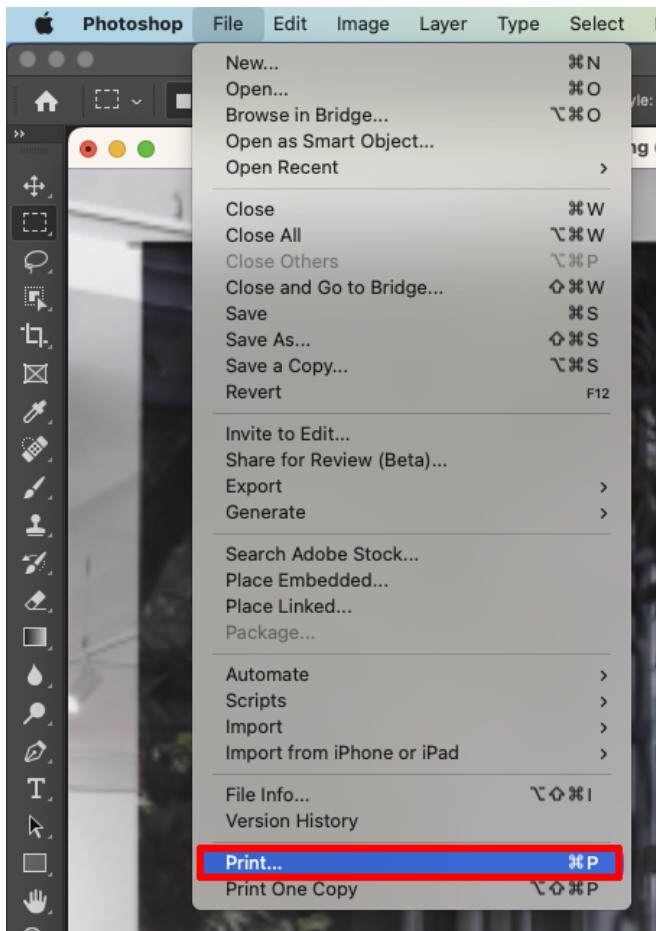 Photoshop File Edit Image Layer Type Select
New... ⌘N
Open... ⌘O
yle:
Browse in Bridge... ⌥⌘O
Open as Smart Object...
ng
Open Recent >
Close ⌘W
Close All ⌥⌘W
Close Others ⌥⌘P
Close and Go to Bridge... ⇧⌘W
Save ⌘S
Save As... ⇧⌘S
Save a Copy... ⌥⌘S
Revert F12
Invite to Edit...
Share for Review (Beta)...
Export >
Generate >
Search Adobe Stock...
Place Embedded...
Place Linked...
Package...
Automate >
Scripts >
Import >
Import from iPhone or iPad >
File Info... ⌥⇧⌘I
Version History
Print... ⌘P
Print One Copy ⌥⇧⌘P